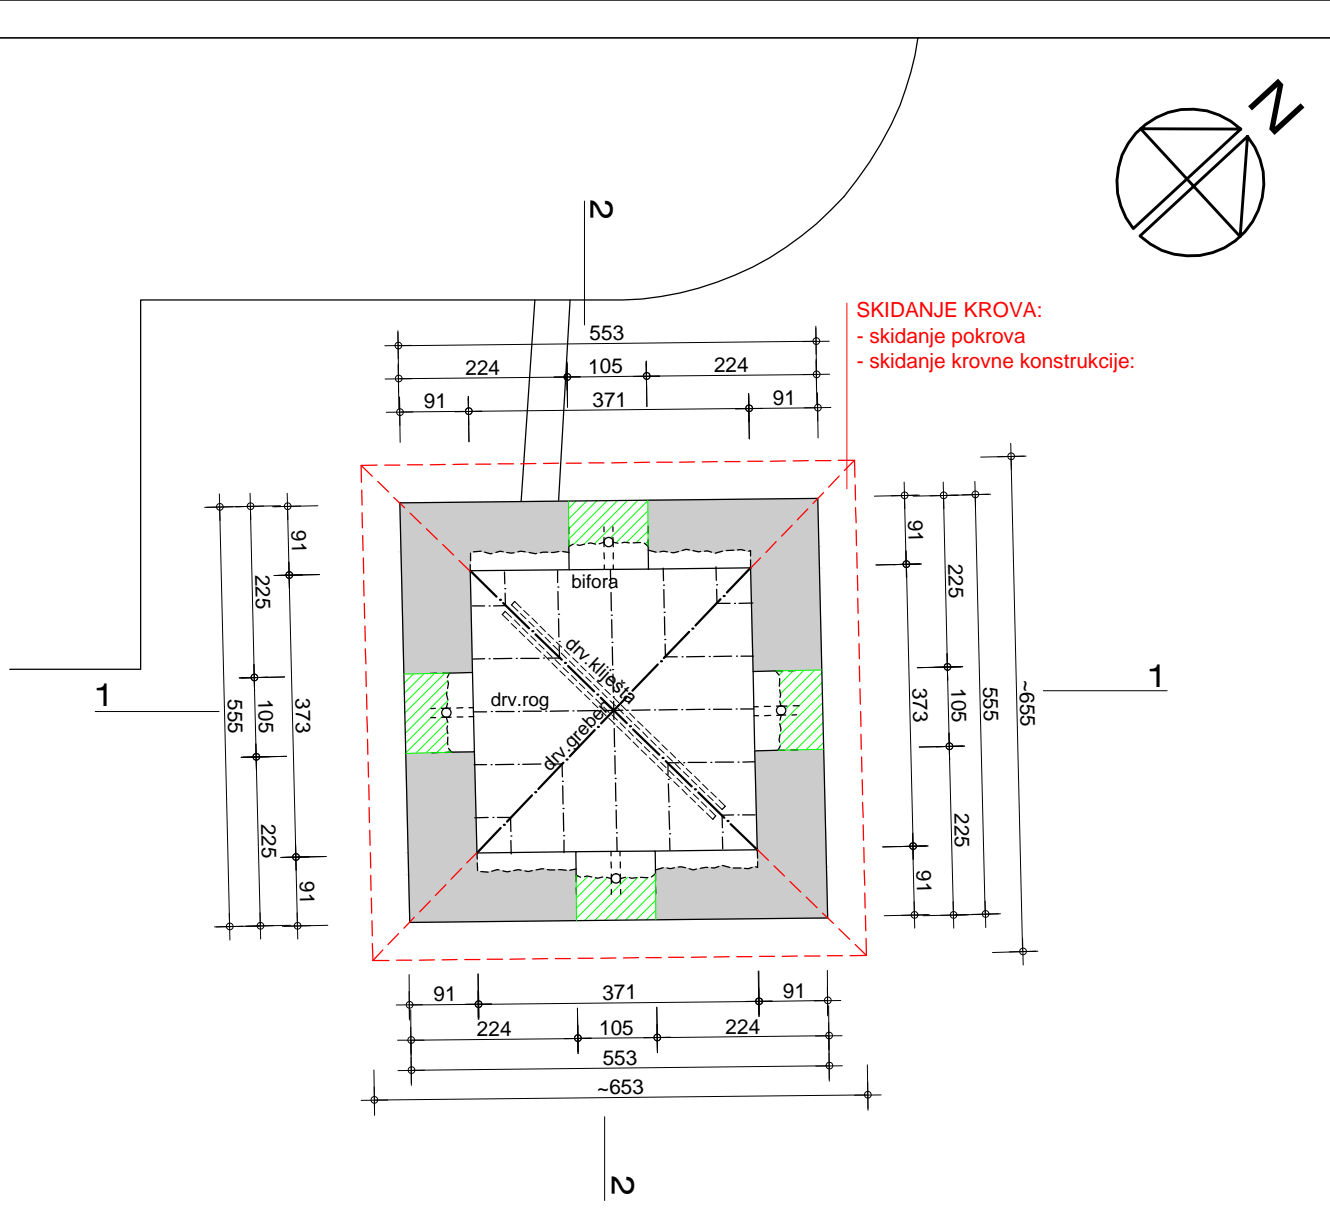 N
2
SKIDANJE KROVA:
- skidanje pokrova
- skidanje krovne konstrukcije:
553
224 105 224
91 371 91
bifora
drv. kliješta
drv.rog
drv.greben
91
225
373
105
555
225
91
91
225
373
105
555
~655
225
91
1
1
91 371 91
224 105 224
553
~653
2